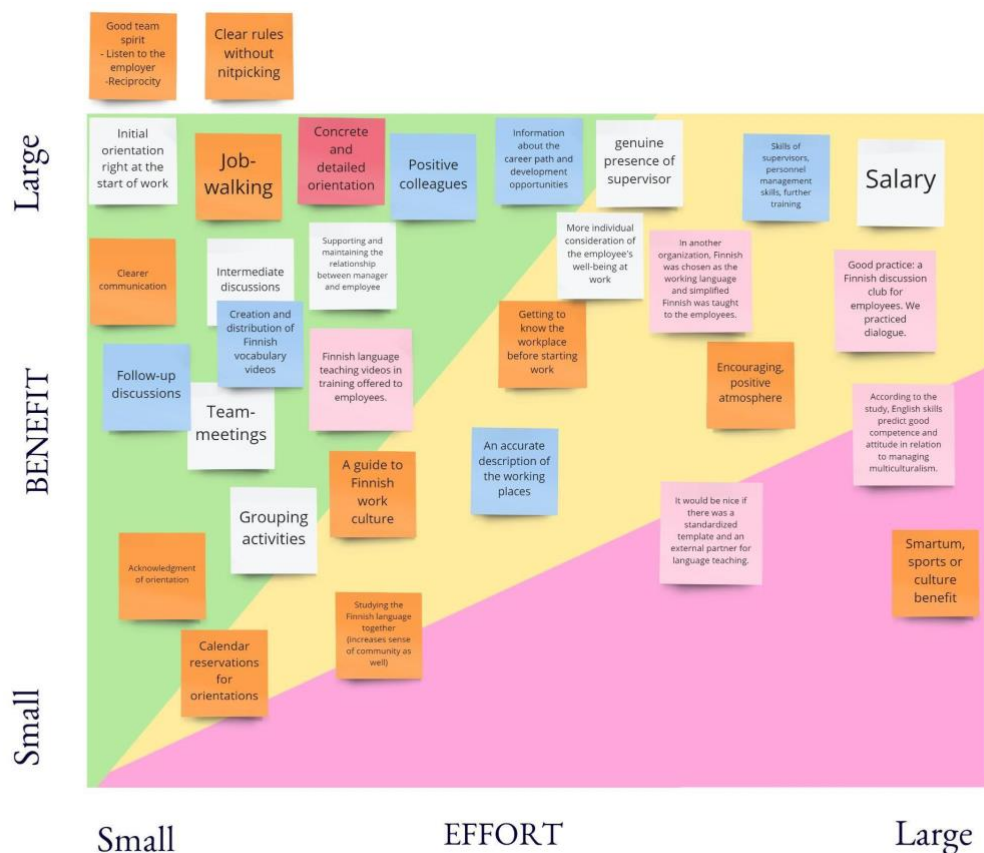 Good team
spirit
- Listen to the
employer
-Reciprocity
Clear rules
without
nitpicking
Large
Initial
orientation
right at the
start of work
Job-
walking
Concrete
and
detailed
orientation
Positive
colleagues
Information
about the
career path and
development
opportunities
genuine
presence of
supervisor
Skills of
supervisors,
personnel
management
skills, further
training
Salary
Clearer
communication
Intermediate
discussions
Supporting and
maintaining the
relationship
between manager
and employee
More individual
consideration of
the employee's
well-being at
work
In another
organization, Finnish
was chosen as the
working language
and simplified
Finnish was taught
to the employees.
Good practice: a
Finnish discussion
club for
employees. We
practiced
dialogue.
Creation and
distribution of
Finnish
vocabulary
videos
Getting to
know the
workplace
before starting
work
BENEFIT
Follow-up
discussions
Finnish language
teaching videos in
training offered to
employees.
Encouraging,
positive
atmosphere
Team-
meetings
According to the
study, English skills
predict good
competence and
attitude in relation
to managing
multiculturalism.
A guide to
Finnish
work
culture
An accurate
description of
the working
places
Grouping
activities
It would be nice if
there was a
standardized
template and an
external partner for
language teaching.
Acknowledgment
of orientation
Smartum,
sports or
culture
benefit
Studying the
Finnish language
together
(increases sense
of community as
well)
Calendar
reservations
for
orientations
Small
Small
EFFORT
Large